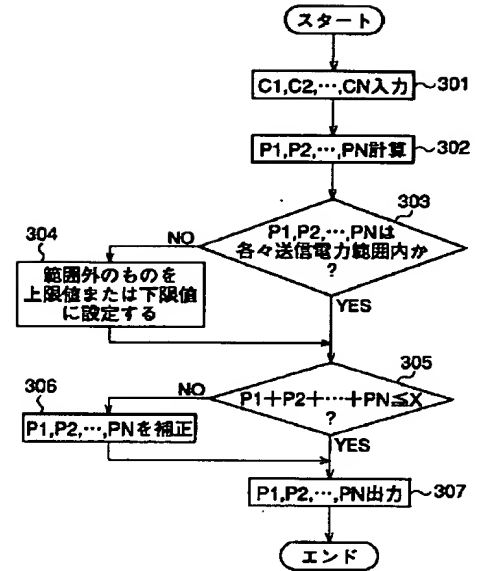 スタート
C1,C2,…,CN入力
301
P1,P2,…,PN計算
302
303
P1,P2,…,PNは
各々送信電力範囲内か
?
NO
YES
304
範囲外のものを
上限値または下限値
に設定する
305
P1+P2+…+PN≦X
?
NO
YES
306
P1,P2,…,PNを補正
P1,P2,…,PN出力
307
エンド